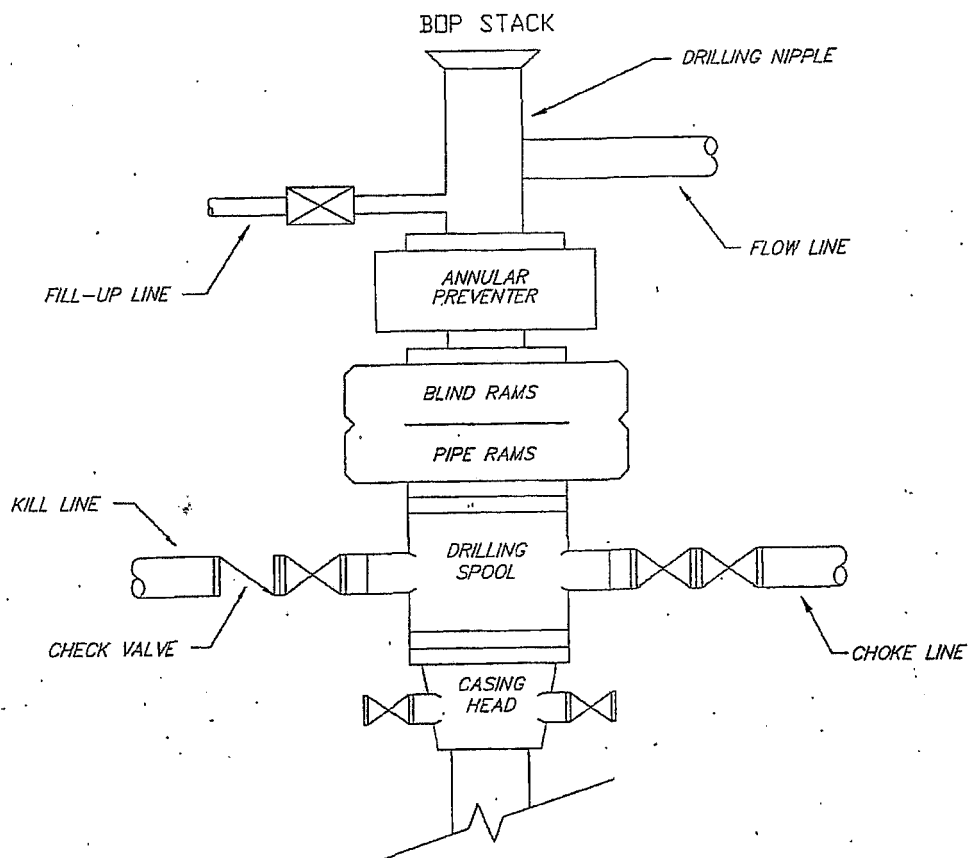 BOP STACK
DRILLING NIPPLE
FLOW LINE
FILL-UP LINE
ANNULAR
PREVENTER
BLIND RAMS
PIPE RAMS
KILL LINE
DRILLING
SPOOL
CHECK VALVE
CHOKE LINE
CASING
HEAD